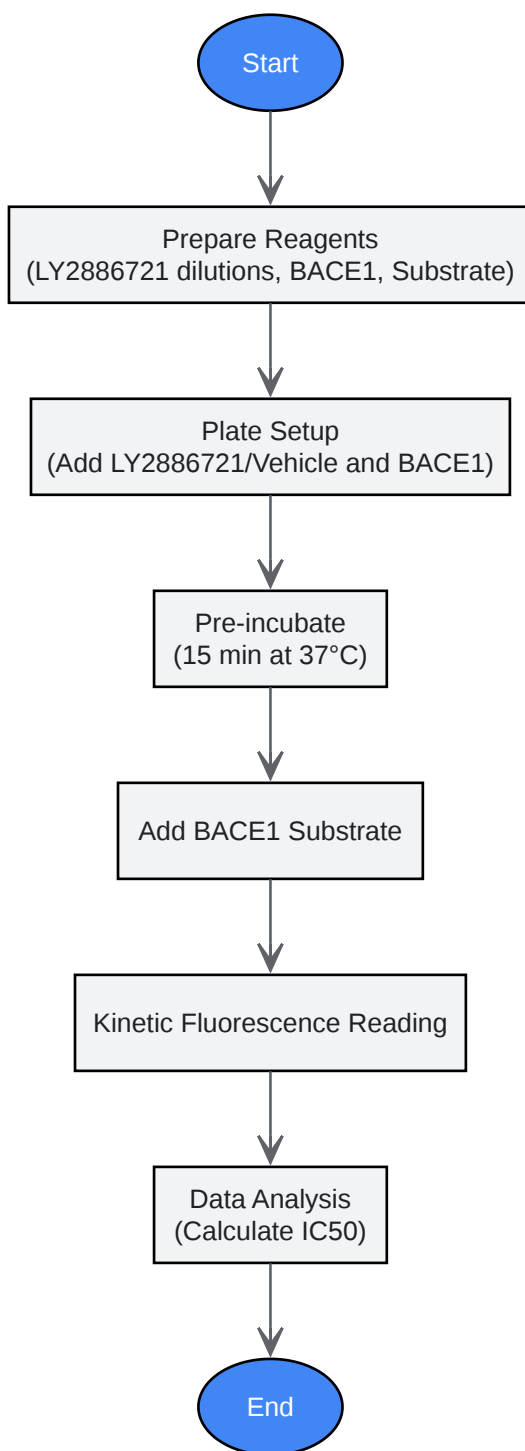 Start
Prepare Reagents
(LY2886721 dilutions, BACE1, Substrate)
Plate Setup
(Add LY2886721/Vehicle and BACE1)
Pre-incubate
(15 min at 37°C)
Add BACE1 Substrate
Kinetic Fluorescence Reading
Data Analysis
(Calculate IC50)
End